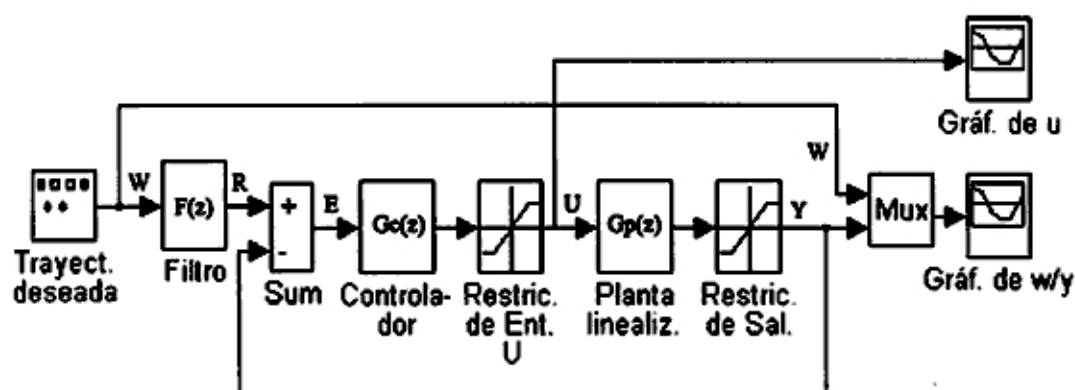 Gráf. de u
W
W
F(z)
R
+
-
E
Gc(z)
U
Gp(z)
Y
Mux
Trayect.
deseada
Filtro
Sum
Controla-
dor
Restric.
de Ent.
U
Planta
linealiz.
Restric.
de Sal.
Gráf. de w/y